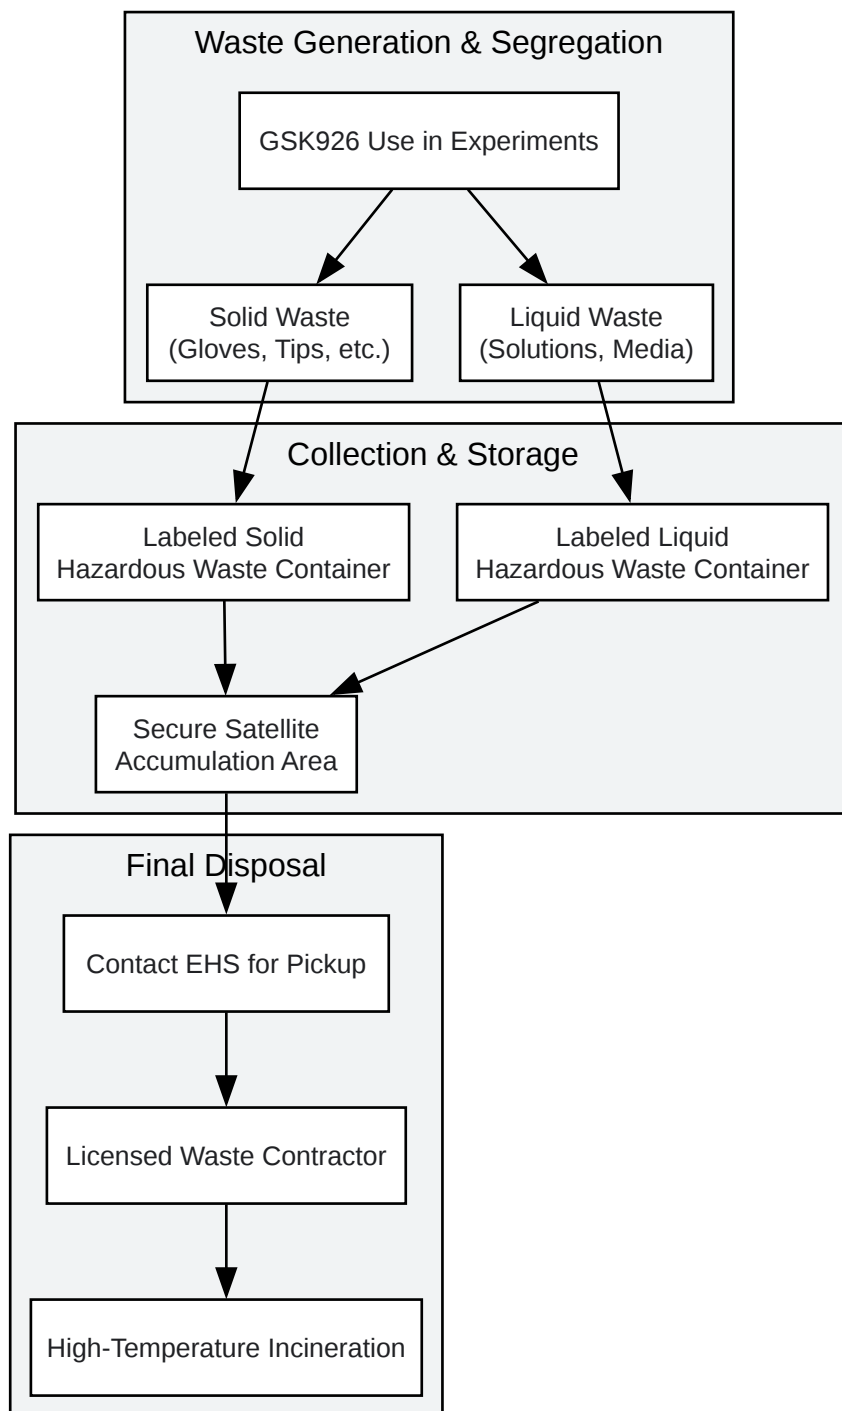 Waste Generation & Segregation
GSK926 Use in Experiments
Solid Waste
(Gloves, Tips, etc.)
Liquid Waste
(Solutions, Media)
Collection & Storage
Labeled Solid
Hazardous Waste Container
Labeled Liquid
Hazardous Waste Container
Secure Satellite
Accumulation Area
Final Disposal
Contact EHS for Pickup
Licensed Waste Contractor
High-Temperature Incineration